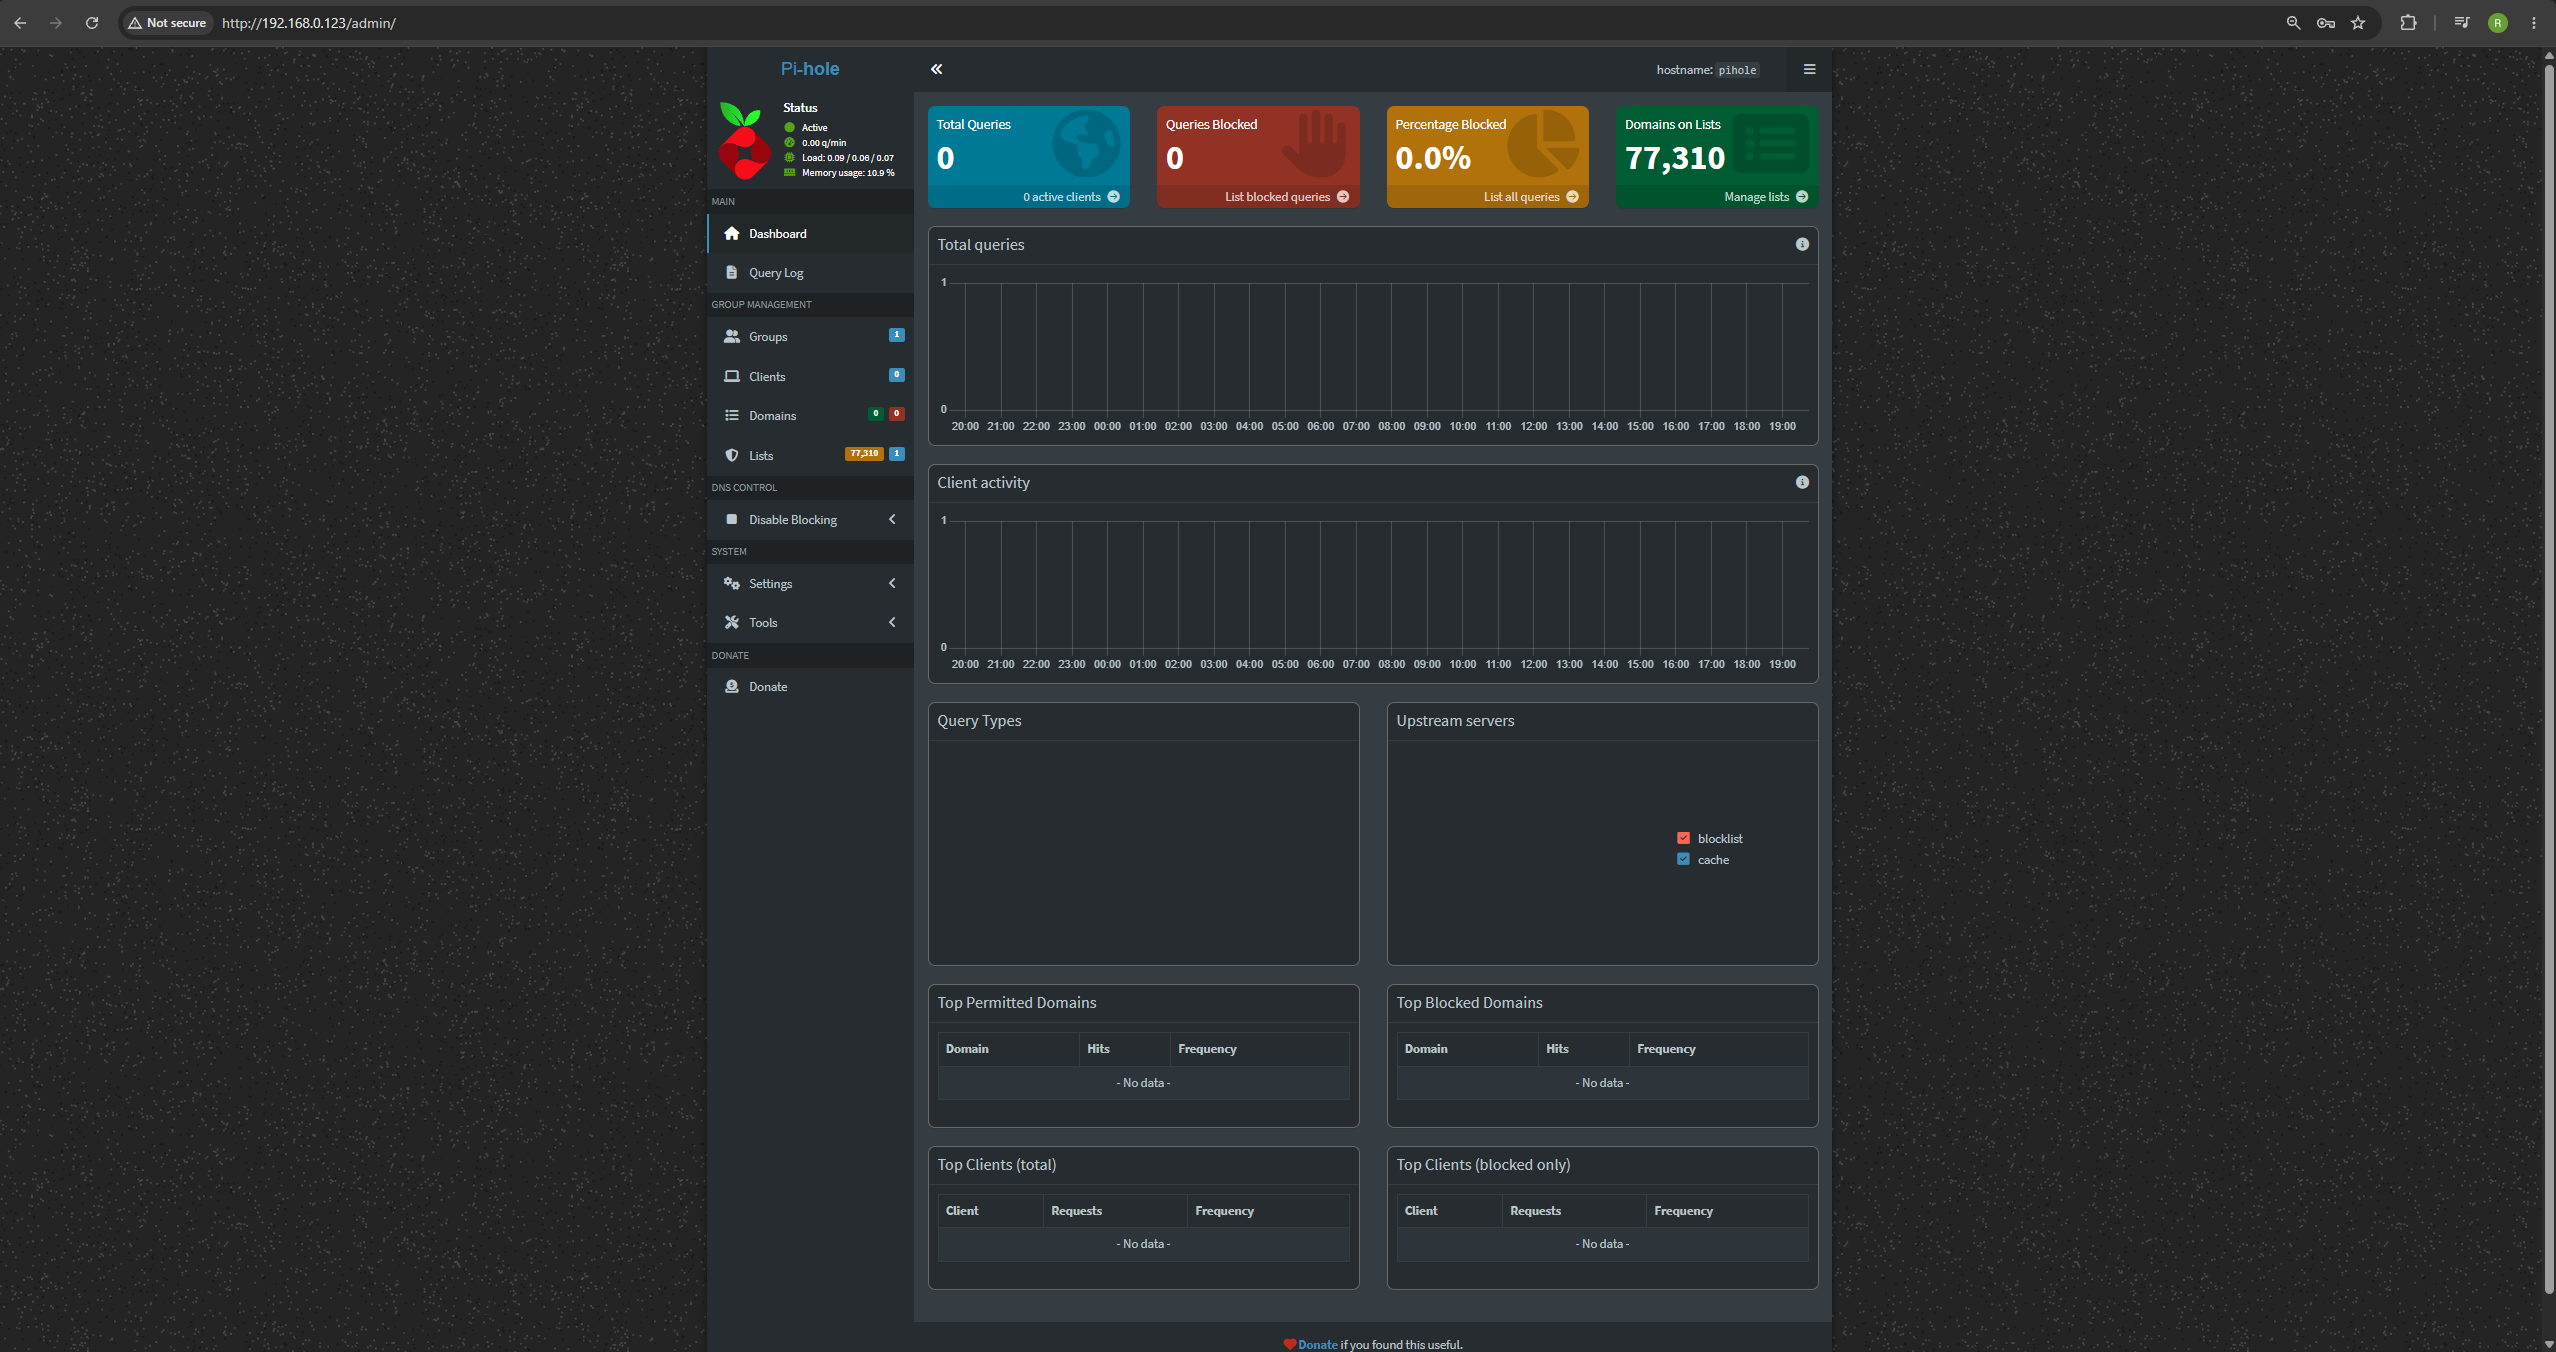 Not secure http://192.168.0.123/admin/ R
Pi-hole
hostname: pihole
Status
Active
0.00 q/min
Load: 0.09 / 0.06 / 0.07
Memory usage: 10.9 %
MAIN
Dashboard
Query Log
GROUP MANAGEMENT
Groups 1
Clients 0
Domains 0 0
Lists 77,310 1
DNS CONTROL
Disable Blocking
SYSTEM
Settings
Tools
DONATE
Donate
Total Queries
0
0 active clients
Queries Blocked
0
List blocked queries
Percentage Blocked
0.0%
List all queries
Domains on Lists
77,310
Manage lists
Total queries
1
0
20:00 21:00 22:00 23:00 00:00 01:00 02:00 03:00 04:00 05:00 06:00 07:00 08:00 09:00 10:00 11:00 12:00 13:00 14:00 15:00 16:00 17:00 18:00 19:00
Client activity
1
0
20:00 21:00 22:00 23:00 00:00 01:00 02:00 03:00 04:00 05:00 06:00 07:00 08:00 09:00 10:00 11:00 12:00 13:00 14:00 15:00 16:00 17:00 18:00 19:00
Query Types
Upstream servers
blocklist
cache
Top Permitted Domains
Domain Hits Frequency
- No data -
Top Blocked Domains
Domain Hits Frequency
- No data -
Top Clients (total)
Client Requests Frequency
- No data -
Top Clients (blocked only)
Client Requests Frequency
- No data -
Donate if you found this useful.